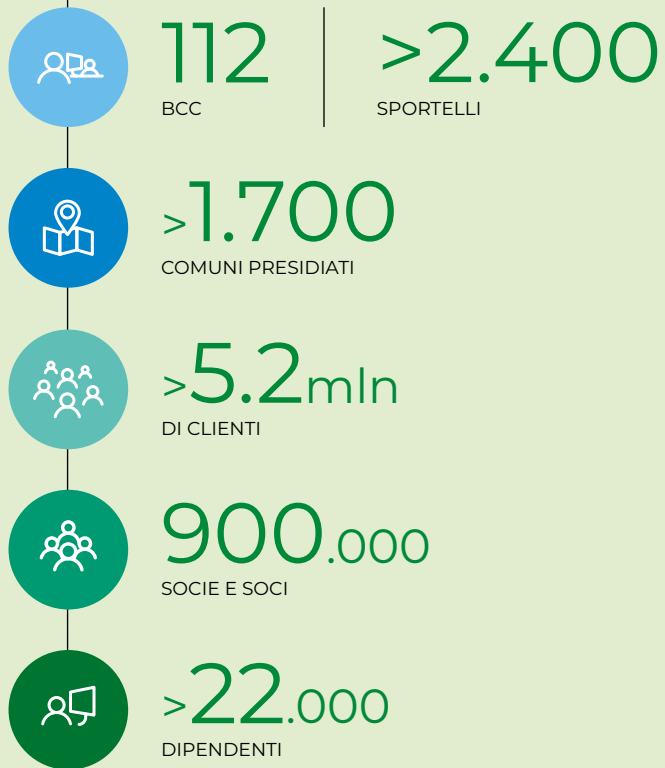 112
BCC
>2.400
SPORTELLI
>1.700
COMUNI PRESIDIATI
>5.2mln
DI CLIENTI
900.000
SOCIE E SOCI
>22.000
DIPENDENTI